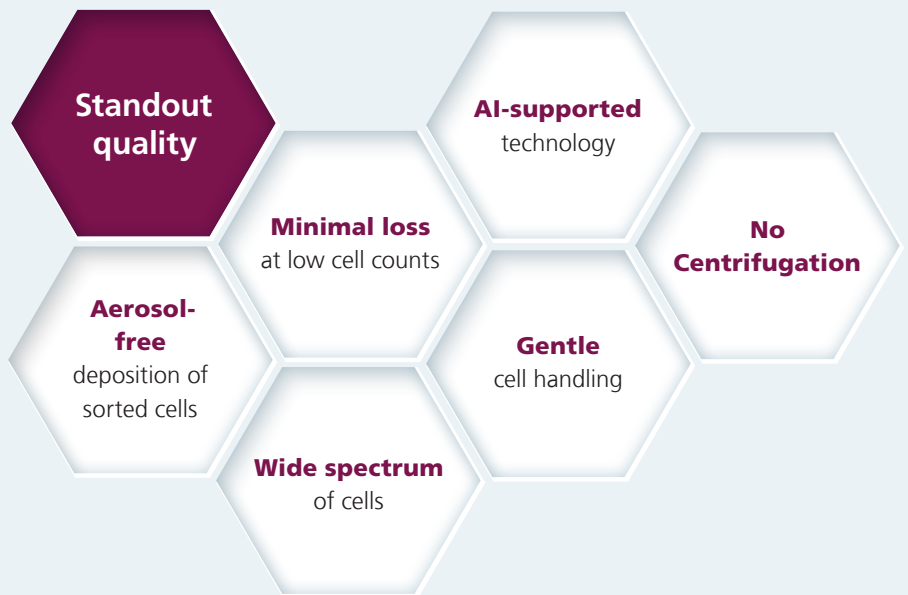 Standout
quality
AI-supported
technology
Minimal loss
at low cell counts
No
Centrifugation
Aerosol-
free
deposition of
sorted cells
Gentle
cell handling
Wide spectrum
of cells